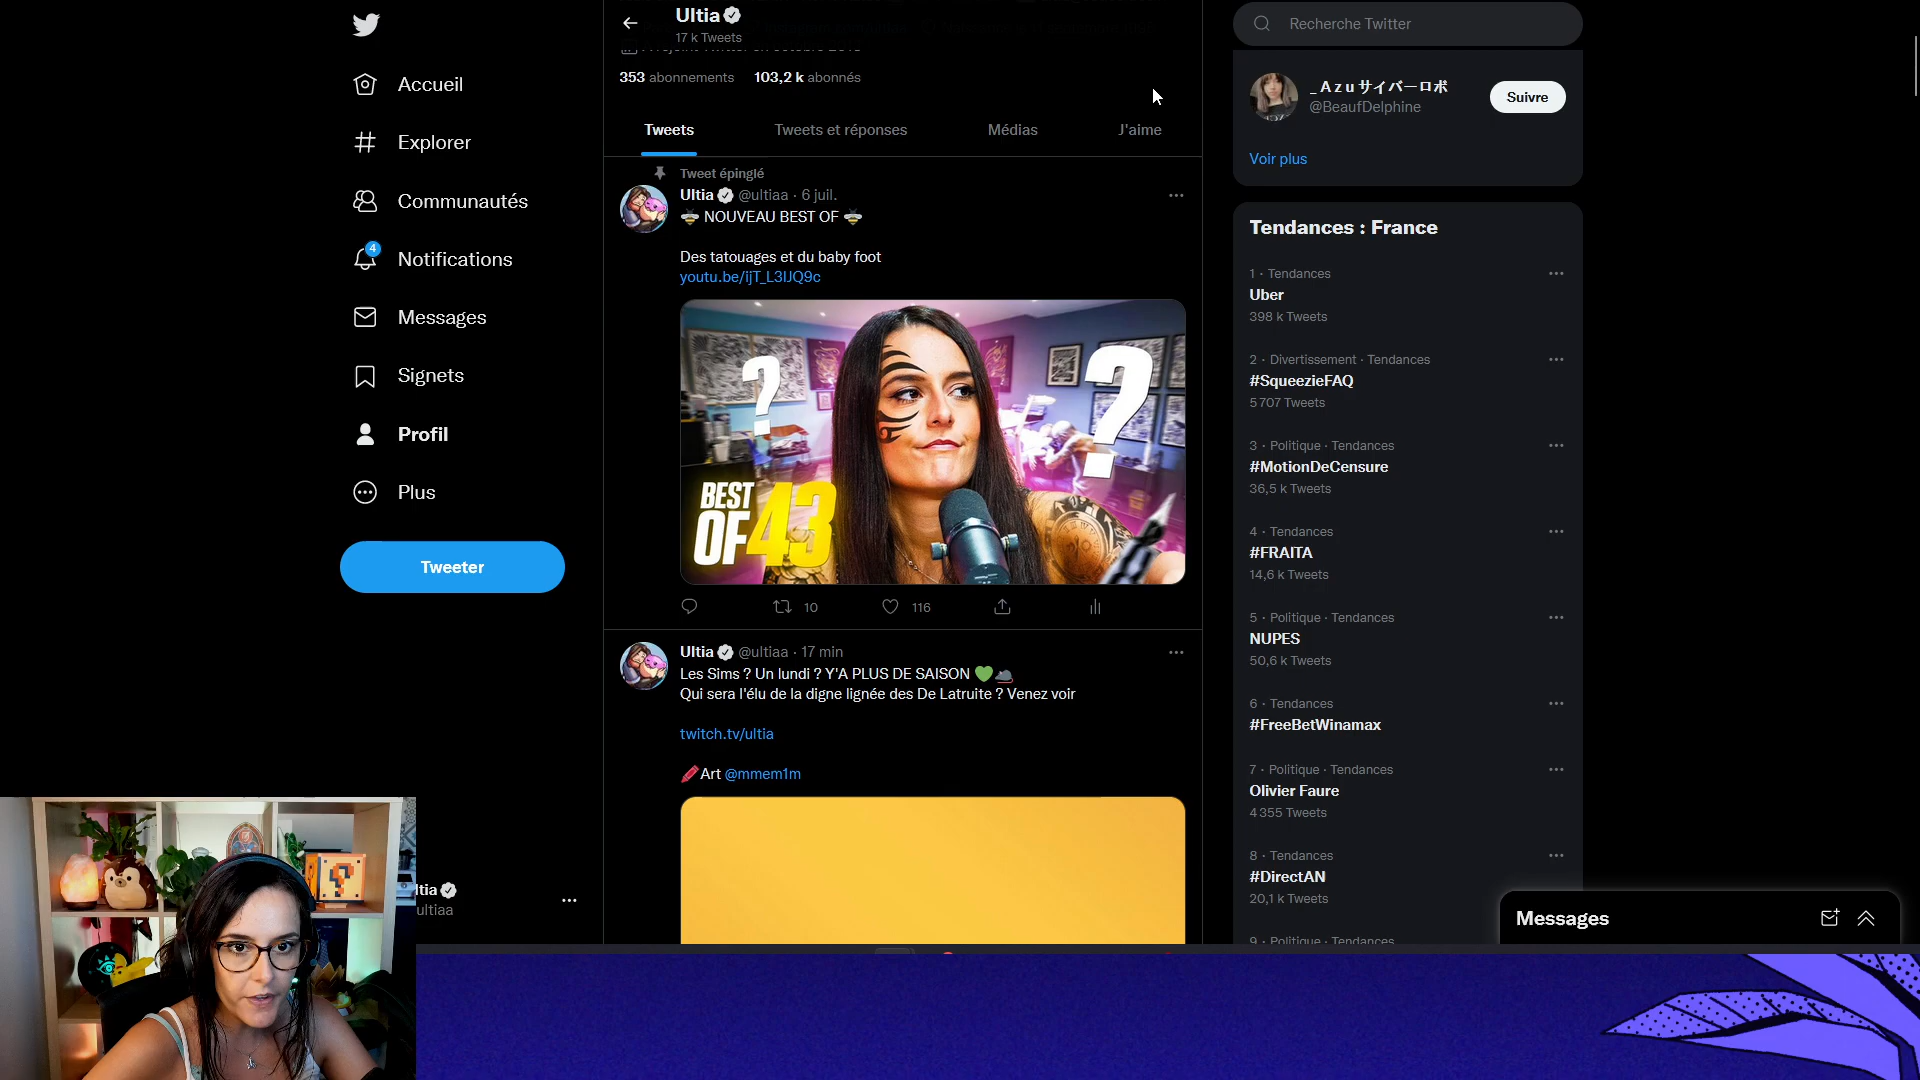 Accueil
Explorer
Communautés
4
Notifications
Messages
Signets
Profil
Plus
Tweeter
ltia
ultiaa
Ultia
17 k Tweets
353 abonnements 103,2 k abonnés
Tweets Tweets et réponses Médias J'aime
Tweet épinglé
Ultia @ultiaa · 6 juil.
🐝 NOUVEAU BEST OF 🐝
Des tatouages et du baby foot
youtu.be/ijT_L3lJQ9c
? ?
BEST
OF 43
10 116
Ultia @ultiaa · 17 min
Les Sims ? Un lundi ? Y'A PLUS DE SAISON 💚🐀
Qui sera l'élu de la digne lignée des De Latruite ? Venez voir
twitch.tv/ultia
🖍️Art @mmem1m
Recherche Twitter
_ A z u サイバーロボ
@BeaufDelphine
Suivre
Voir plus
Tendances : France
1 · Tendances
Uber
398 k Tweets
2 · Divertissement · Tendances
#SqueezieFAQ
5 707 Tweets
3 · Politique · Tendances
#MotionDeCensure
36,5 k Tweets
4 · Tendances
#FRAITA
14,6 k Tweets
5 · Politique · Tendances
NUPES
50,6 k Tweets
6 · Tendances
#FreeBetWinamax
7 · Politique · Tendances
Olivier Faure
4 355 Tweets
8 · Tendances
#DirectAN
20,1 k Tweets
9 · Politique · Tendances
Messages